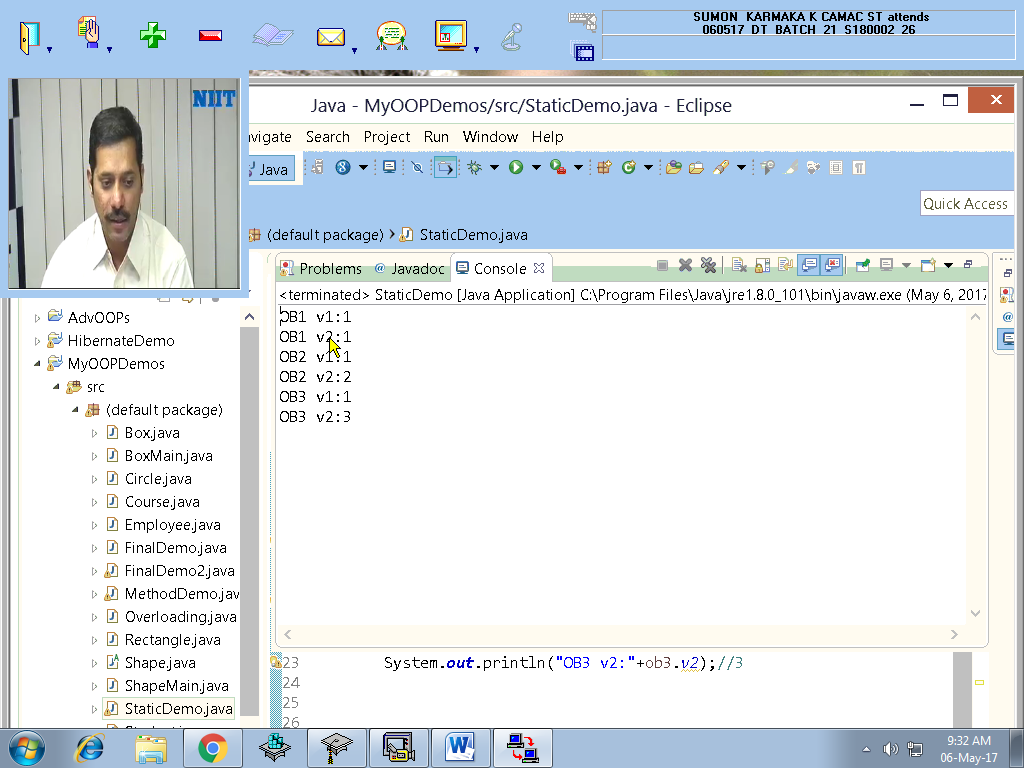 SUMON KARMAKA K CAMAC ST attends
060517 DT BATCH 21 S180002 26
NIIT
Java - MyOOPDemos/src/StaticDemo.java - Eclipse
Search Project Run Window Help
Java
Quick Access
(default package) StaticDemo.java
Problems @ Javadoc Console
<terminated> StaticDemo [Java Application] C:\Program Files\Java\jre1.8.0_101\bin\javaw.exe (May 6, 2017
OB1 v1:1
OB1 v2:1
OB2 v1:1
OB2 v2:2
OB3 v1:1
OB3 v2:3
AdvOOPs
HibernateDemo
MyOOPDemos
src
(default package)
Box.java
BoxMain.java
Circle.java
Course.java
Employee.java
FinalDemo.java
FinalDemo2.java
MethodDemo.jav
Overloading.java
Rectangle.java
Shape.java
ShapeMain.java
StaticDemo.java
23 System.out.println("OB3 v2:"+ob3.v2);//3
24
25
26
9:32 AM
06-May-17